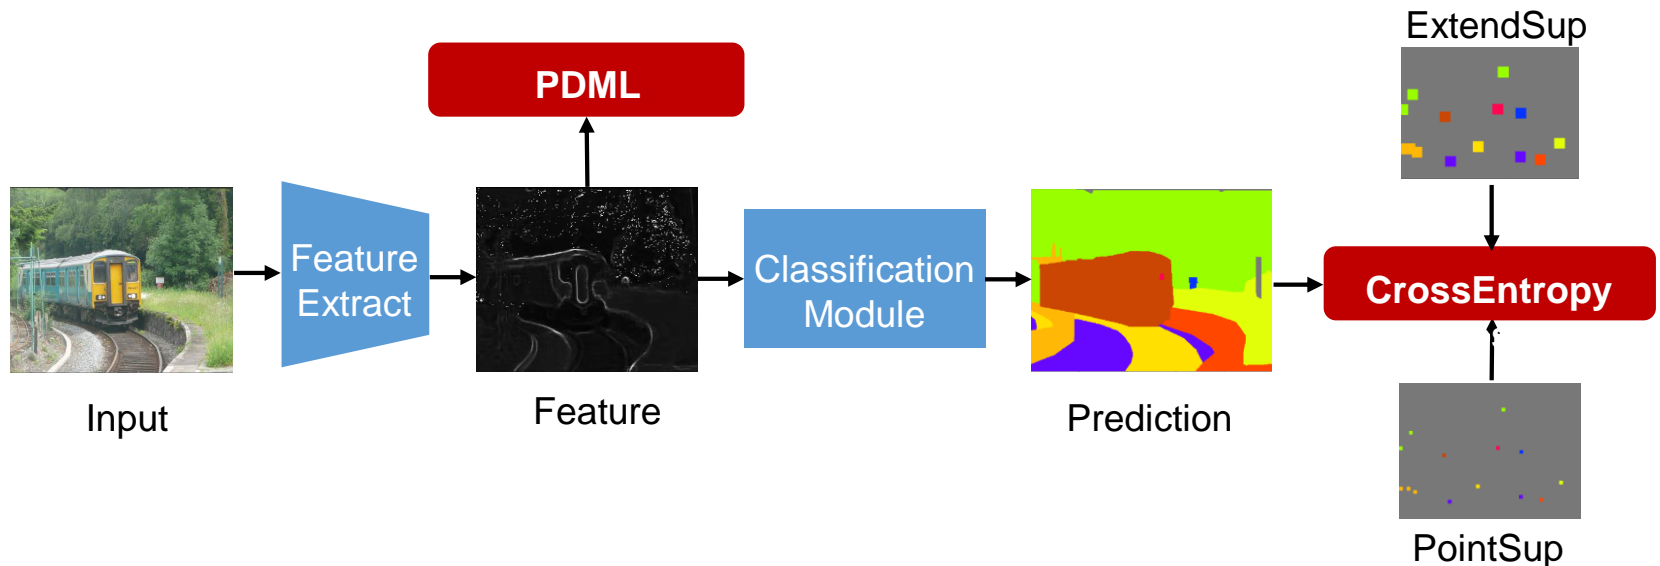 ExtendSup
PDML
Feature
Extract
Classification
Module
CrossEntropy
Input
Feature
Prediction
PointSup